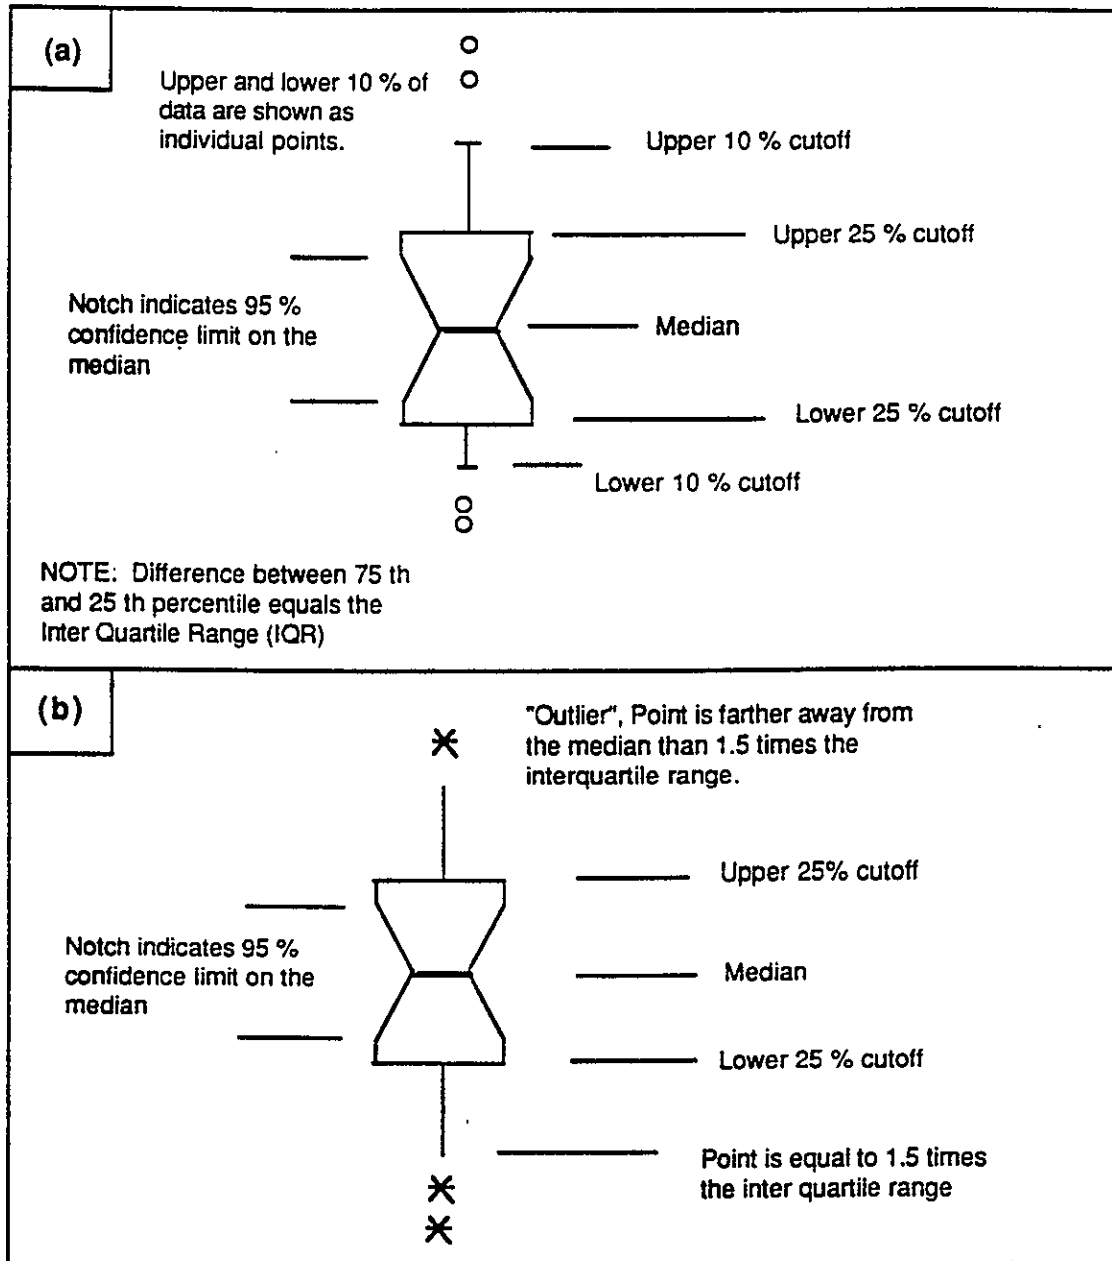 (a)
Upper and lower 10 % of
data are shown as
individual points.
Upper 10 % cutoff
Upper 25 % cutoff
Notch indicates 95 %
confidence limit on the
median
Median
Lower 25 % cutoff
Lower 10 % cutoff
NOTE: Difference between 75 th
and 25 th percentile equals the
Inter Quartile Range (IQR)
(b)
"Outlier", Point is farther away from
the median than 1.5 times the
interquartile range.
Upper 25% cutoff
Notch indicates 95 %
confidence limit on the
median
Median
Lower 25 % cutoff
Point is equal to 1.5 times
the inter quartile range